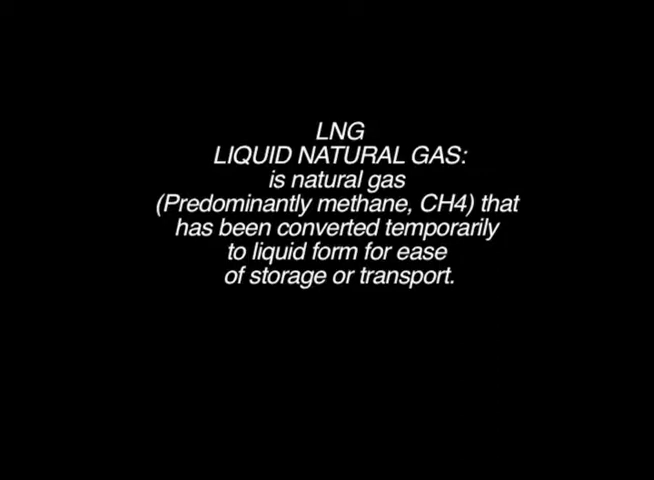 LNG
LIQUID NATURAL GAS:
is natural gas
(Predominantly methane, CH4) that
has been converted temporarily
to liquid form for ease
of storage or transport.